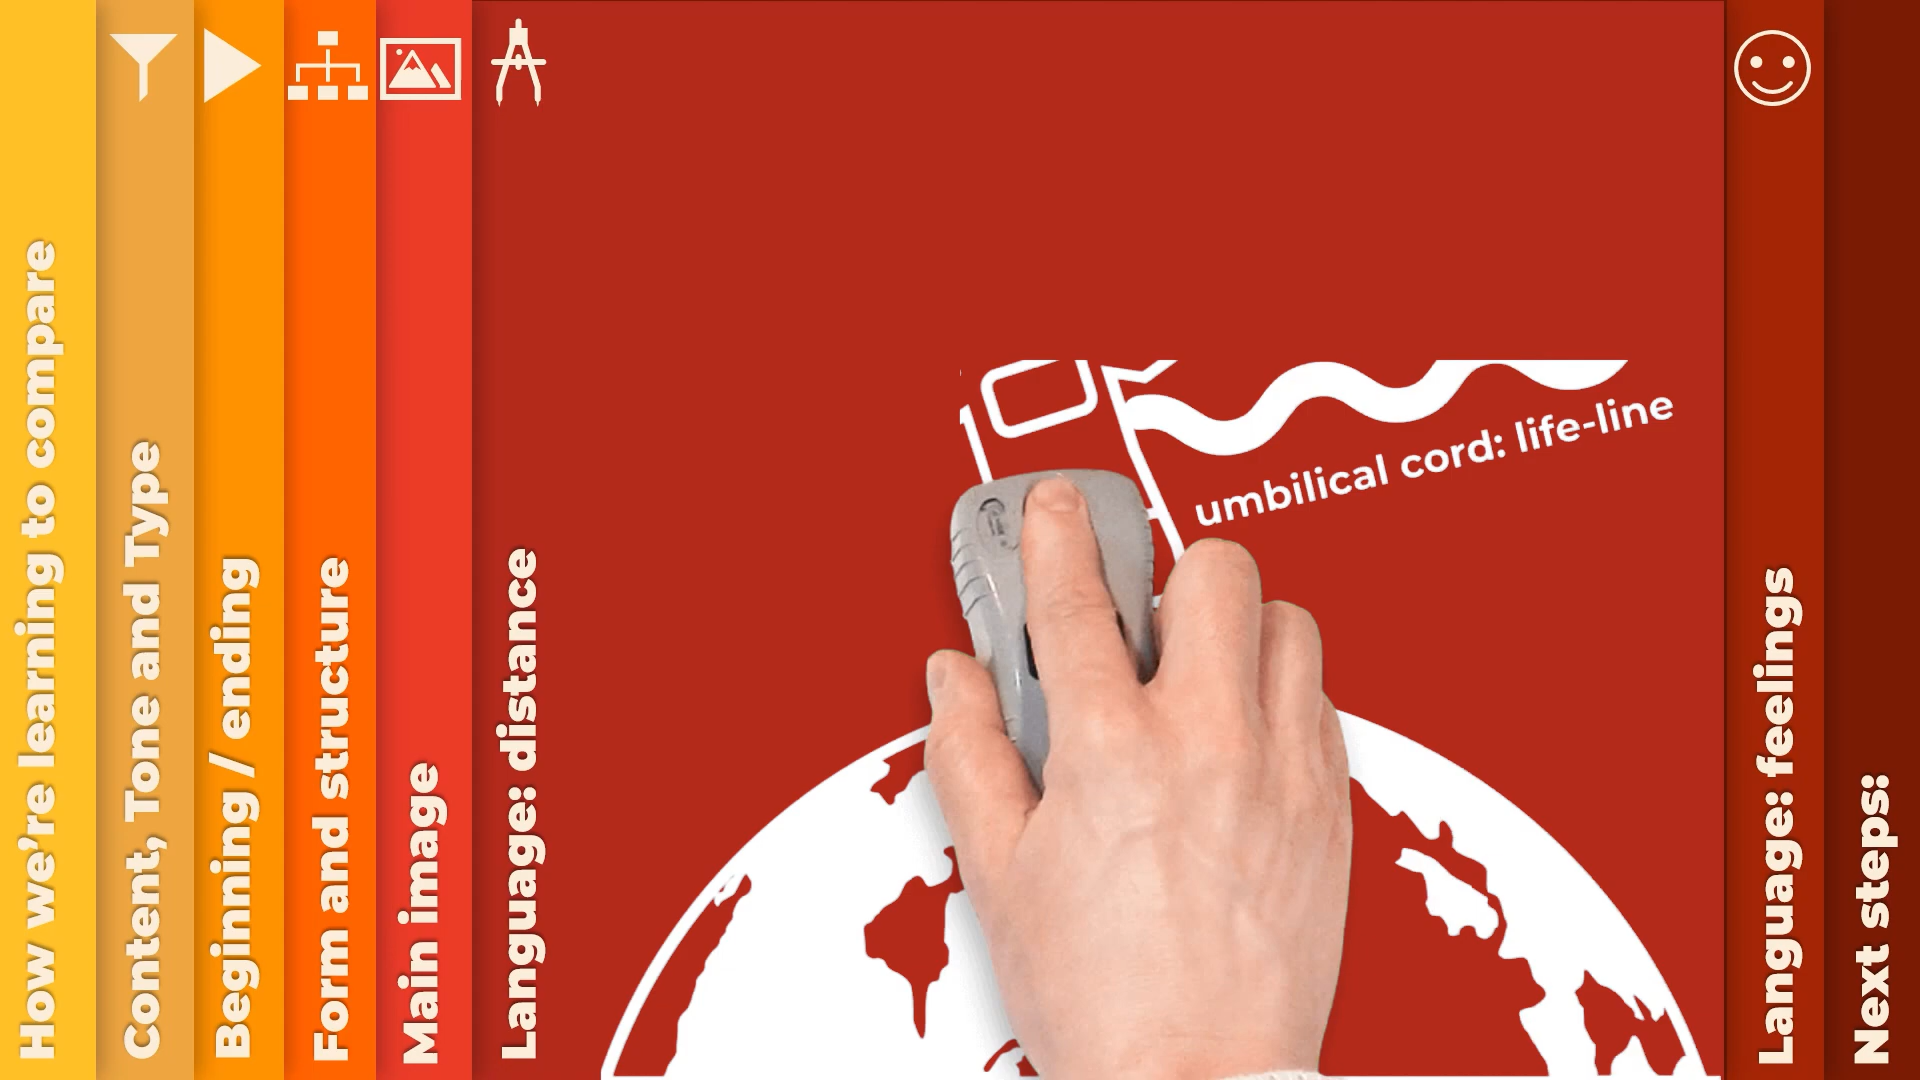 How we're learning to compare
Content, Tone and Type
Beginning / ending
Form and structure
Main image
Language: distance
umbilical cord: life-line
Language: feelings
Next steps: